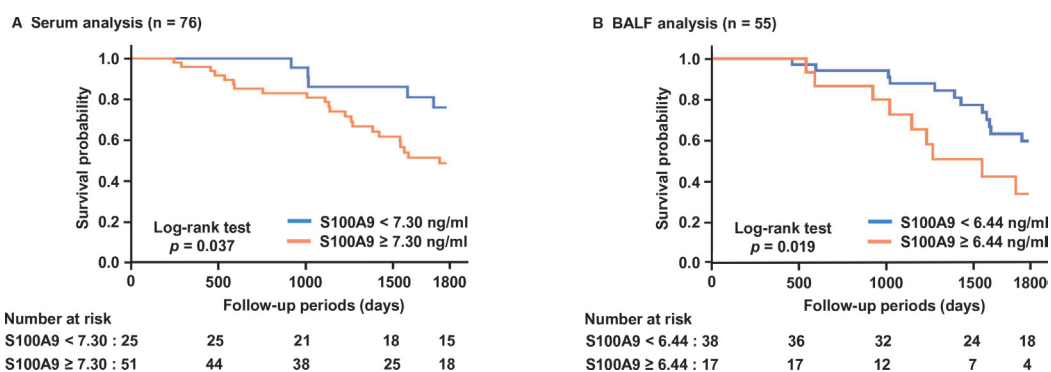 A Serum analysis (n = 76)
1.0
0.8
0.6
0.4
0.2
0.0
Survival probability
Log-rank test
p = 0.037
S100A9 < 7.30 ng/ml
S100A9 ≥ 7.30 ng/ml
0 500 1000 1500 1800
Follow-up periods (days)
Number at risk
S100A9 < 7.30 : 25 25 21 18 15
S100A9 ≥ 7.30 : 51 44 38 25 18
B BALF analysis (n = 55)
1.0
0.8
0.6
0.4
0.2
0.0
Survival probability
Log-rank test
p = 0.019
S100A9 < 6.44 ng/ml
S100A9 ≥ 6.44 ng/ml
0 500 1000 1500 1800
Follow-up periods (days)
Number at risk
S100A9 < 6.44 : 38 36 32 24 18
S100A9 ≥ 6.44 : 17 17 12 7 4